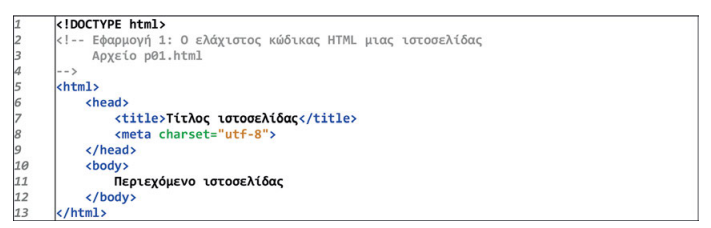 1 <!DOCTYPE html>
2 <!-- Εφαρμογή 1: Ο ελάχιστος κώδικας HTML μιας ιστοσελίδας
3 Αρχείο p01.html
4 -->
5 <html>
6 <head>
7 <title>Τίτλος ιστοσελίδας</title>
8 <meta charset="utf-8">
9 </head>
10 <body>
11 Περιεχόμενο ιστοσελίδας
12 </body>
13 </html>